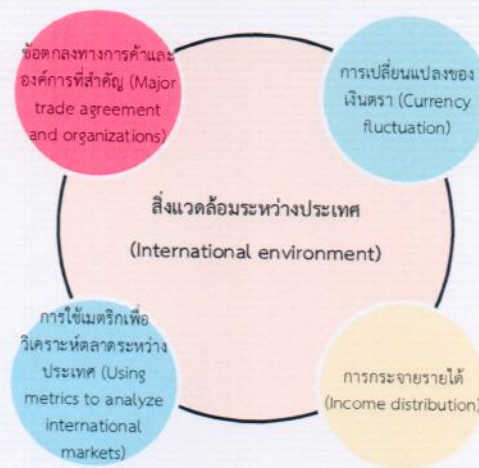 ข้อตกลงทางการค้าและ
องค์การที่สำคัญ (Major
trade agreement
and organizations)
การเปลี่ยนแปลงของ
เงินตรา (Currency
fluctuation)
สิ่งแวดล้อมระหว่างประเทศ
(International environment)
การใช้เมตริกเพื่อ
วิเคราะห์ตลาดระหว่าง
ประเทศ (Using
metrics to analyze
international
markets)
การกระจายรายได้
(Income distribution)